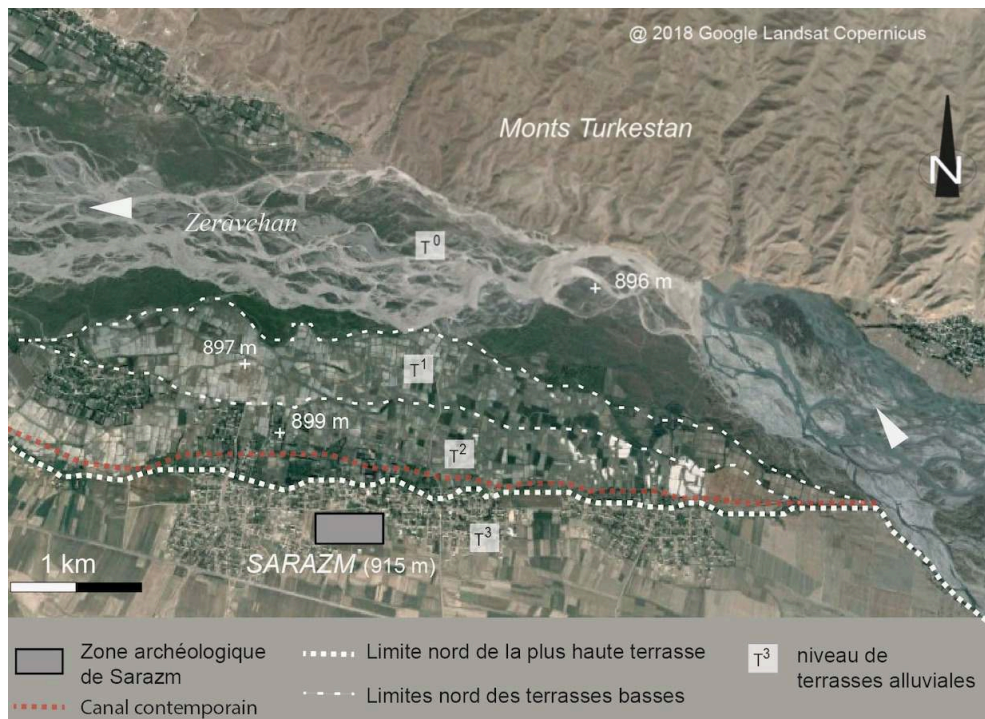 @ 2018 Google Landsat Copernicus
Monts Turkestan
N
Zeravehan
T⁰
896 m
897 m
T¹
899 m
T²
T³
SARAZM (915 m)
1 km
Zone archéologique
de Sarazm
Canal contemporain
Limite nord de la plus haute terrasse
Limites nord des terrasses basses
T³
niveau de
terrasses alluviales